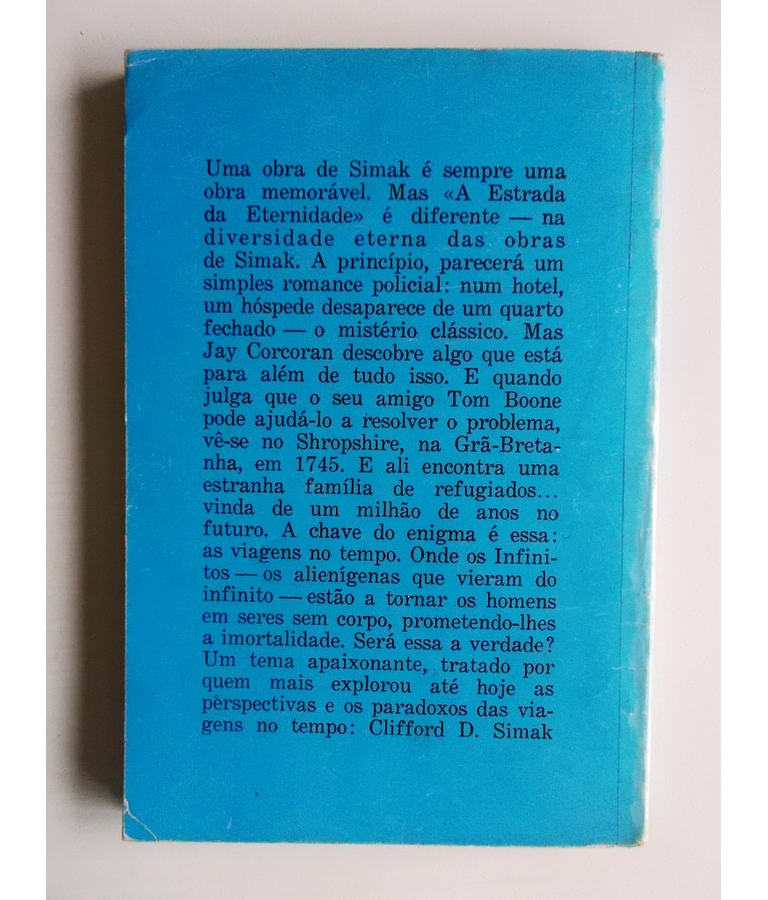 Uma obra de Simak é sempre uma
obra memorável. Mas «A Estrada
da Eternidade» é diferente — na
diversidade eterna das obras
de Simak. A princípio, parecerá um
simples romance policial: num hotel,
um hóspede desaparece de um quarto
fechado — o mistério clássico. Mas
Jay Corcoran descobre algo que está
para além de tudo isso. E quando
julga que o seu amigo Tom Boone
pode ajudá-lo a resolver o problema,
vê-se no Shropshire, na Grã-Breta-
nha, em 1745. E ali encontra uma
estranha família de refugiados...
vinda de um milhão de anos no
futuro. A chave do enigma é essa:
as viagens no tempo. Onde os Infini-
tos — os alienígenas que vieram do
infinito — estão a tornar os homens
em seres sem corpo, prometendo-lhes
a imortalidade. Será essa a verdade?
Um tema apaixonante, tratado por
quem mais explorou até hoje as
pérspectivas e os paradoxos das via-
gens no tempo: Clifford D. Simak